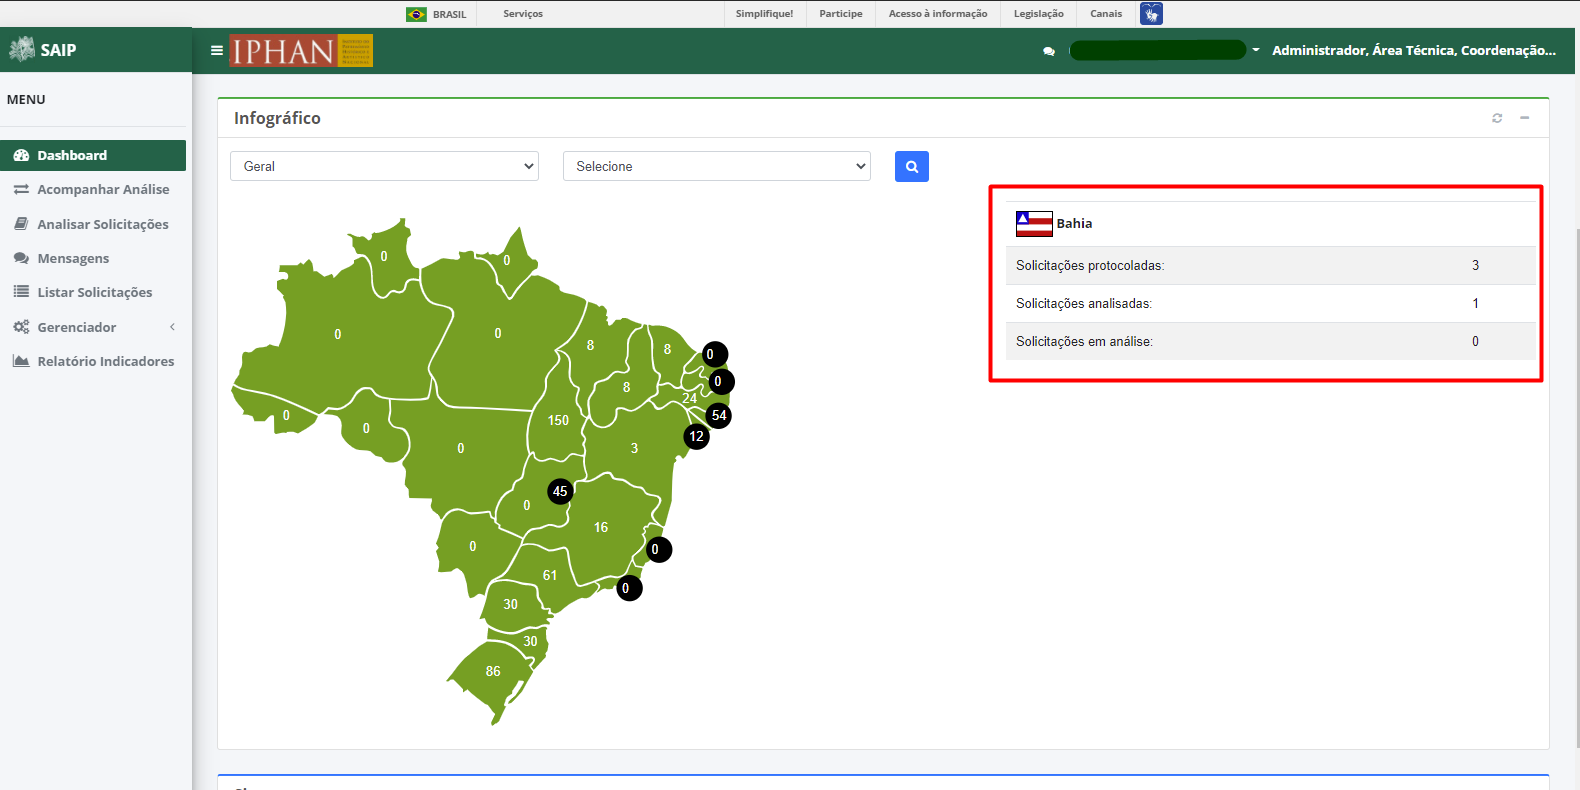 BRASIL
Serviços
Simplifique!
Participe
Acesso à informação
Legislação
Canais
SAIP
IPHAN
Administrador, Área Técnica, Coordenação...
MENU
Dashboard
Acompanhar Análise
Analisar Solicitações
Mensagens
Listar Solicitações
Gerenciador
Relatório Indicadores
Infográfico
Geral
Selecione
Bahia
Solicitações protocoladas: 3
Solicitações analisadas: 1
Solicitações em análise: 0
0
0
0
0
8
8
0
0
8
24
0
0
150
54
12
0
3
45
0
16
0
0
61
0
30
30
86